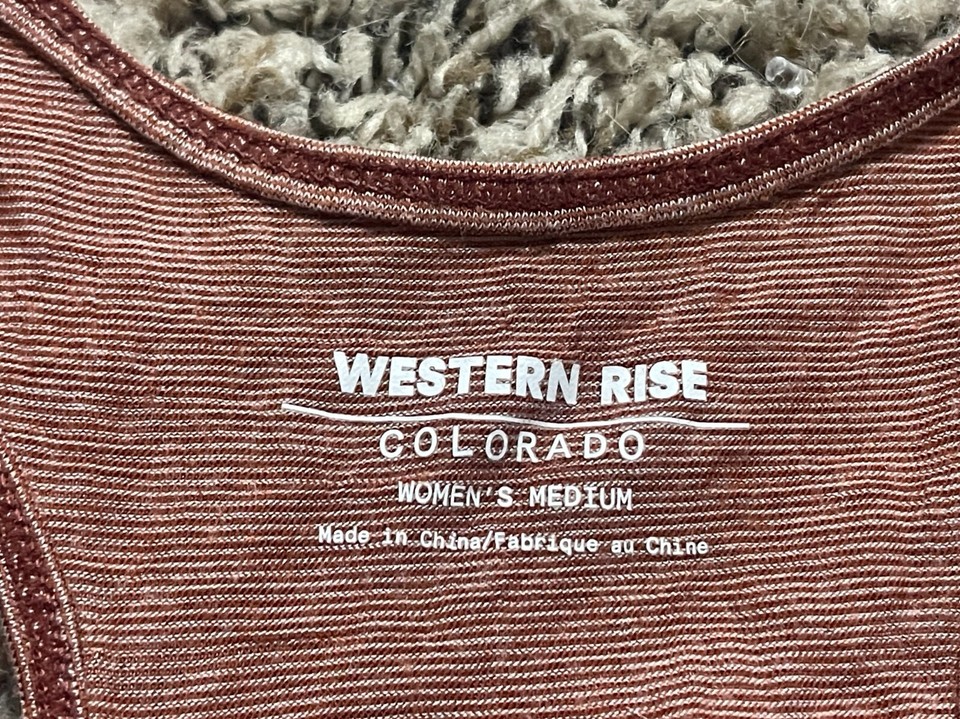 WESTERN RISE
COLORADO
WOMEN'S MEDIUM
Made in China/Fabrique au Chine